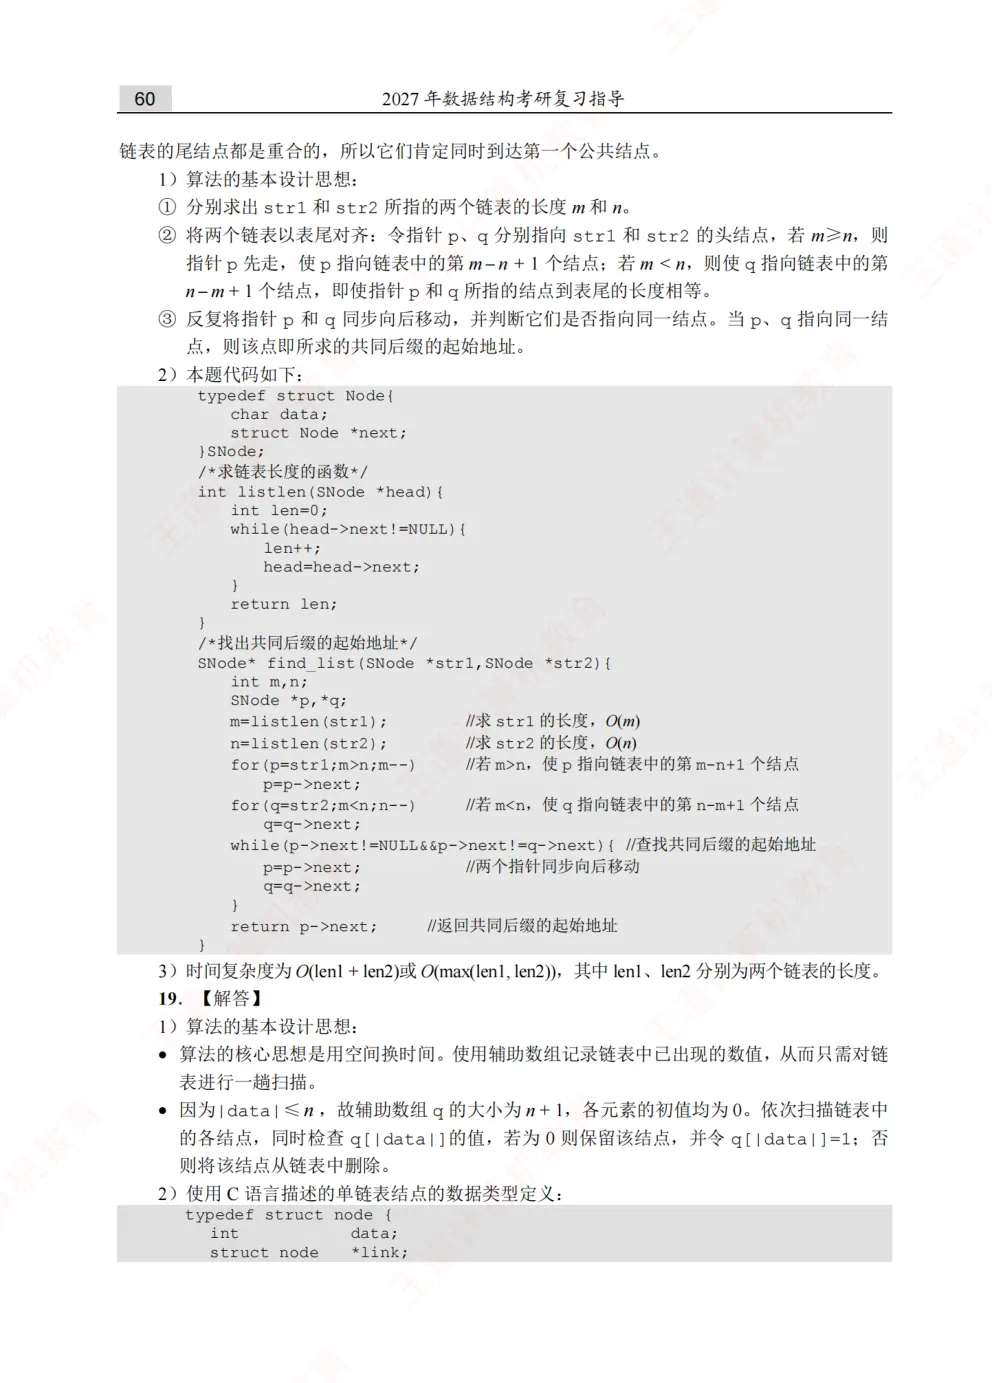 60
2027 年数据结构考研复习指导
链表的尾结点都是重合的，所以它们肯定同时到达第一个公共结点。
1）算法的基本设计思想：
① 分别求出 str1 和 str2 所指的两个链表的长度 m 和 n。
② 将两个链表以表尾对齐：令指针 p、q 分别指向 str1 和 str2 的头结点，若 m≥n，则
指针 p 先走，使 p 指向链表中的第 m−n + 1 个结点；若 m < n，则使 q 指向链表中的第
n−m + 1 个结点，即使指针 p 和 q 所指的结点到表尾的长度相等。
③ 反复将指针 p 和 q 同步向后移动，并判断它们是否指向同一结点。当 p、q 指向同一结
点，则该点即所求的共同后缀的起始地址。
2）本题代码如下：
typedef struct Node{
char data;
struct Node *next;
}SNode;
/*求链表长度的函数*/
int listlen(SNode *head){
int len=0;
while(head->next!=NULL){
len++;
head=head->next;
}
return len;
}
/*找出共同后缀的起始地址*/
SNode* find_list(SNode *str1,SNode *str2){
int m,n;
SNode *p,*q;
m=listlen(str1); //求 str1 的长度，O(m)
n=listlen(str2); //求 str2 的长度，O(n)
for(p=str1;m>n;m--) //若 m>n，使 p 指向链表中的第 m-n+1 个结点
p=p->next;
for(q=str2;m<n;n--) //若 m<n，使 q 指向链表中的第 n-m+1 个结点
q=q->next;
while(p->next!=NULL&&p->next!=q->next){ //查找共同后缀的起始地址
p=p->next; //两个指针同步向后移动
q=q->next;
}
return p->next; //返回共同后缀的起始地址
}
3）时间复杂度为 O(len1 + len2)或 O(max(len1, len2))，其中 len1、len2 分别为两个链表的长度。
19．【解答】
1）算法的基本设计思想：
• 算法的核心思想是用空间换时间。使用辅助数组记录链表中已出现的数值，从而只需对链
表进行一趟扫描。
• 因为|data|≤n，故辅助数组 q 的大小为 n + 1，各元素的初值均为 0。依次扫描链表中
的各结点，同时检查 q[|data|]的值，若为 0 则保留该结点，并令 q[|data|]=1；否
则将该结点从链表中删除。
2）使用 C 语言描述的单链表结点的数据类型定义：
typedef struct node {
int data;
struct node *link;